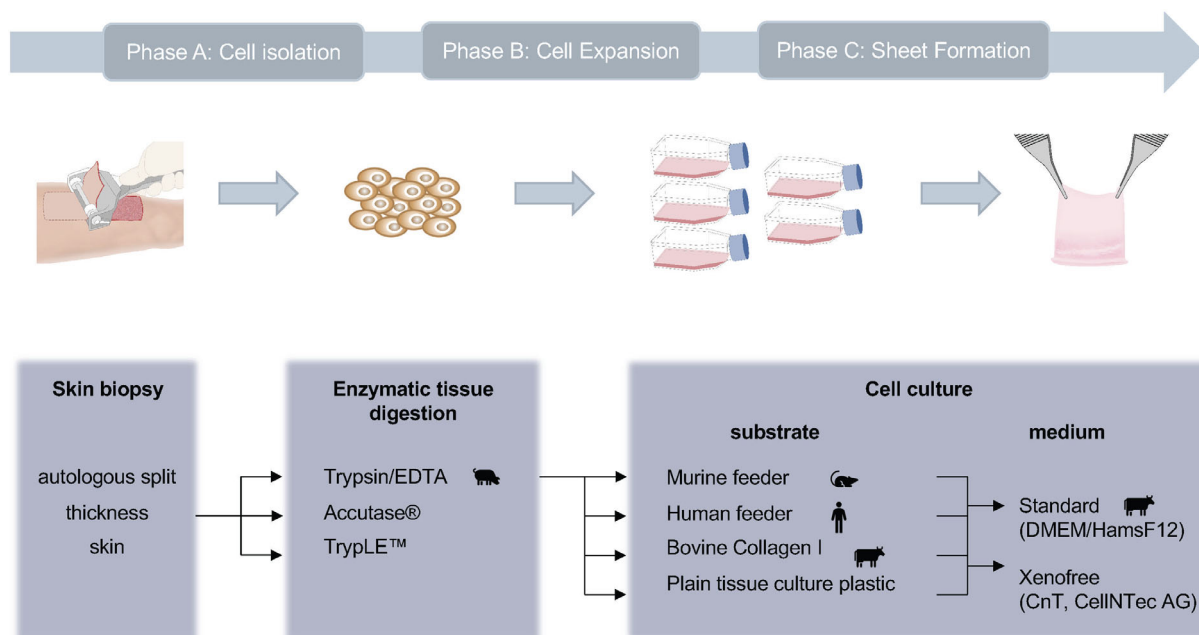 Phase A: Cell isolation
Phase B: Cell Expansion
Phase C: Sheet Formation
Skin biopsy
autologous split
thickness
skin
Enzymatic tissue
digestion
Trypsin/EDTA
Accutase®
TrypLE™
Cell culture
substrate
Murine feeder
Human feeder
Bovine Collagen I
Plain tissue culture plastic
medium
Standard
(DMEM/HamsF12)
Xenofree
(CnT, CellNTec AG)